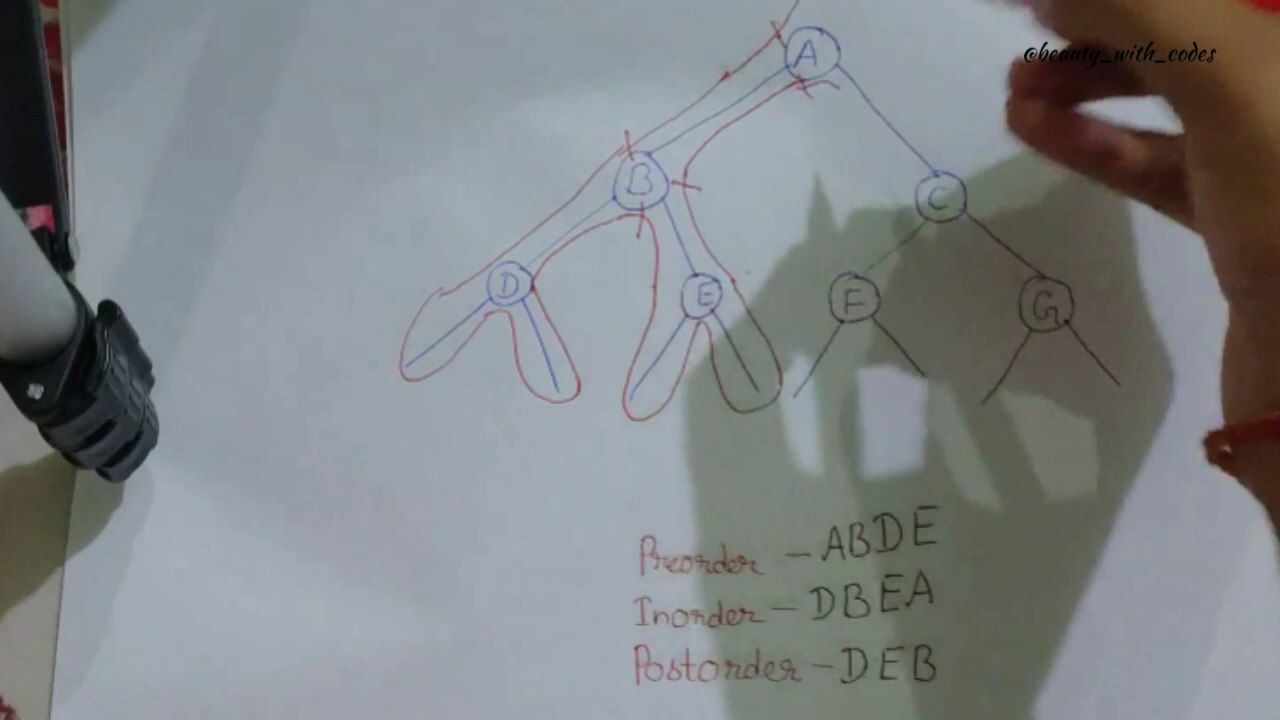 @beauty_with_codes
A
B
C
D
E
F
G
Preorder - ABDE
Inorder - DBEA
Postorder - DEB